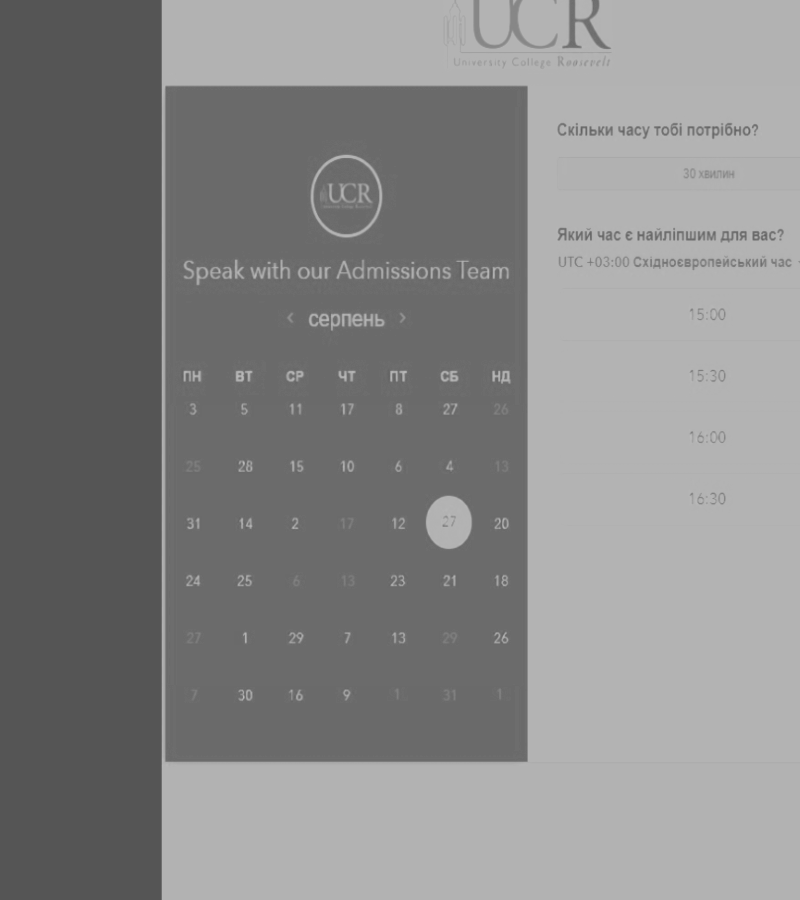 UCR
University College Roosevelt
UCR
Speak with our Admissions Team
‹ серпень ›
ПН ВТ СР ЧТ ПТ СБ НД
3 5 11 17 8 27 26
25 28 15 10 6 4 13
31 14 2 17 12 27 20
24 25 6 13 23 21 18
27 1 29 7 13 29 26
7 30 16 9 1 31 1
Скільки часу тобі потрібно?
30 хвилин
Який час є найліпшим для вас?
UTC +03:00 Східноєвропейський час
15:00
15:30
16:00
16:30